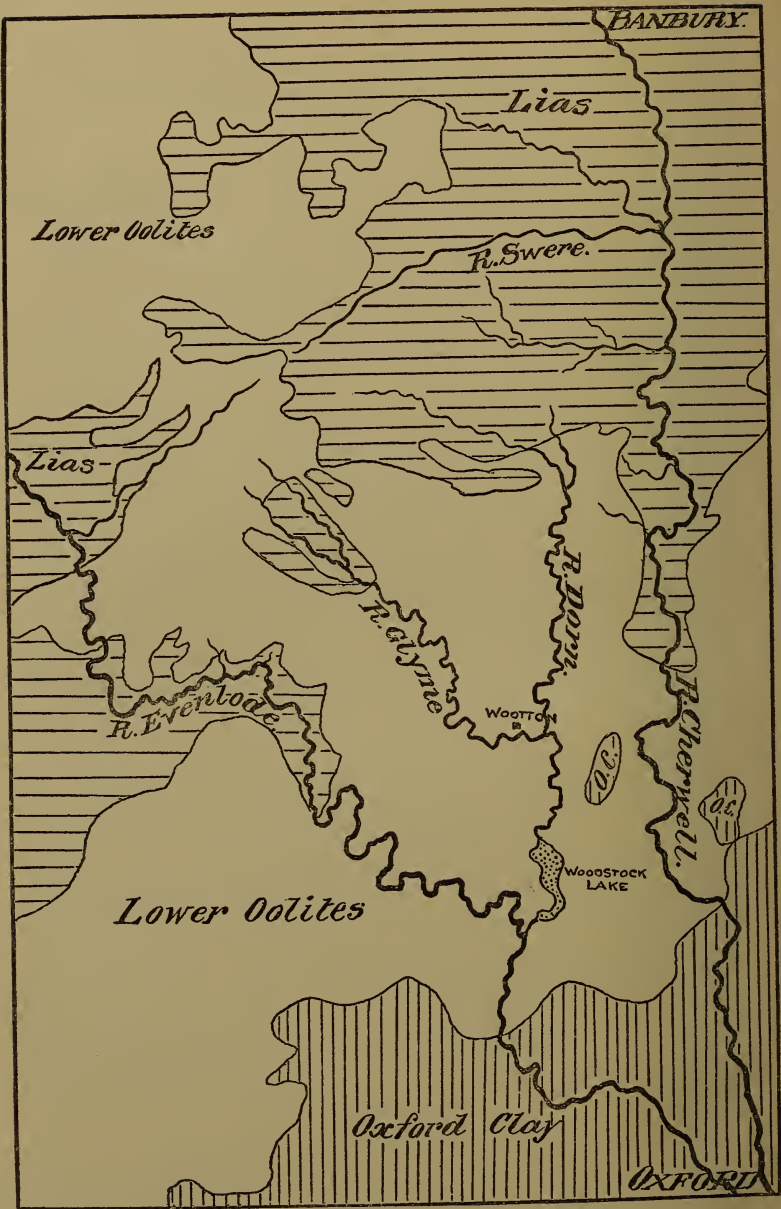 BANBURY.
Lias
Lower Oolites
R. Swere.
Lias
R. Dorn.
R. Glyme
R. Evenlode.
WOOTTON
R. Cherwell.
O.C.
WOODSTOCK
LAKE
Lower Oolites
Oxford Clay
OXFORD